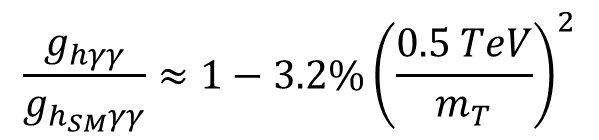 g_{hγγ} / g_{h_{SM}γγ} ≈ 1 − 3.2% (0.5 TeV / m_T)^2